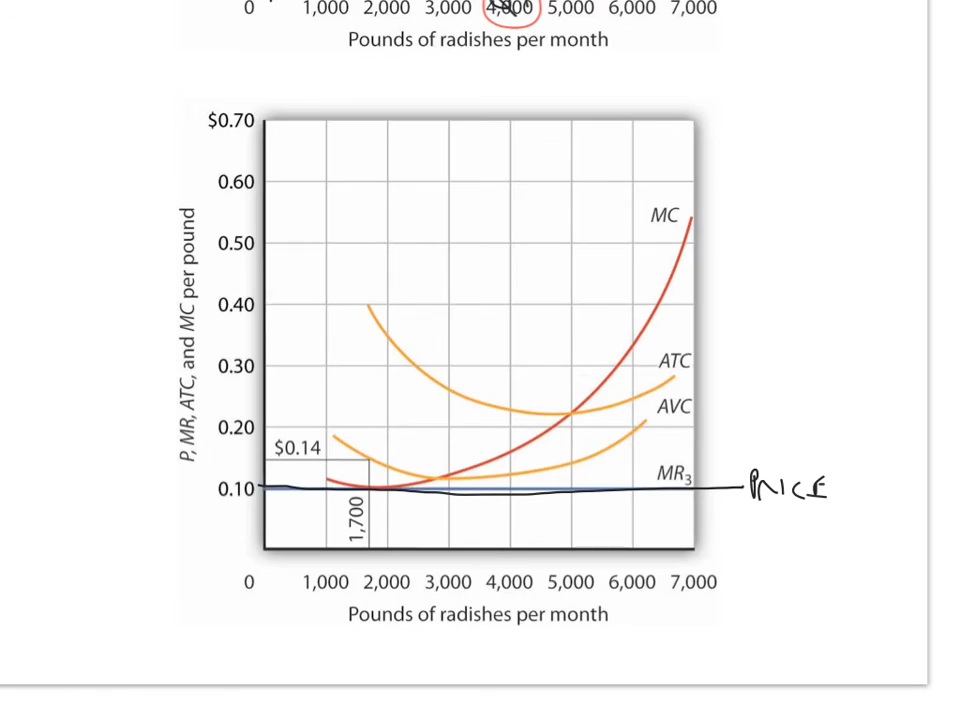 0 1,000 2,000 3,000 4,000 5,000 6,000 7,000
Pounds of radishes per month
$0.70
0.60
0.50
0.40
0.30
0.20
0.10
P, MR, ATC, and MC per pound
MC
ATC
AVC
$0.14
MR3
PRICE
1,700
0 1,000 2,000 3,000 4,000 5,000 6,000 7,000
Pounds of radishes per month